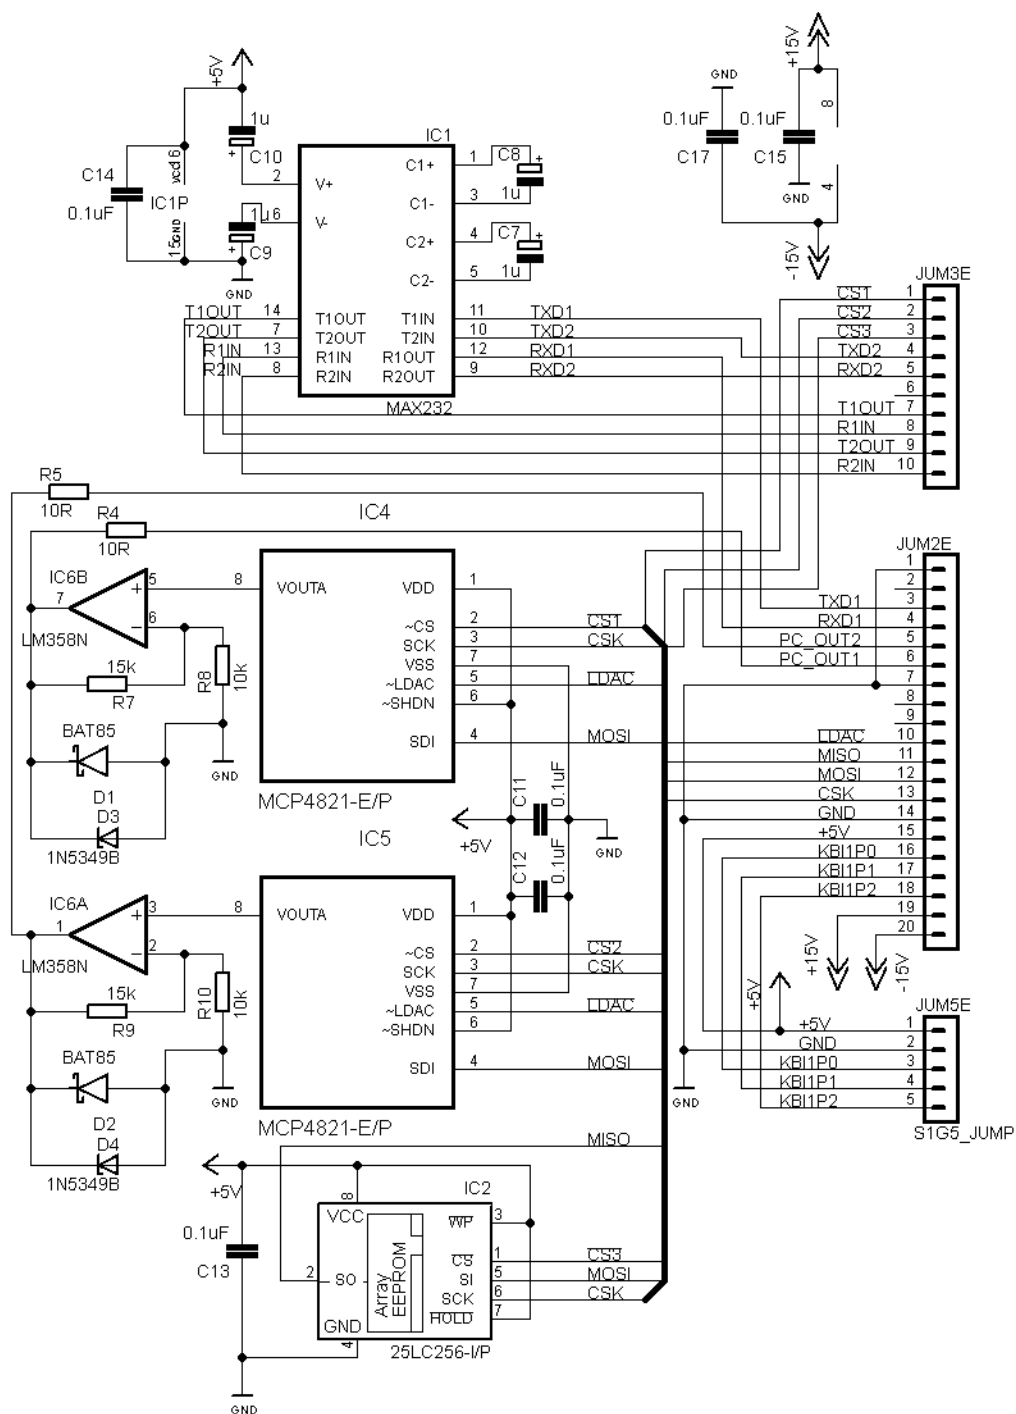 +5V
+15V
GND
1u
0.1uF
0.1uF
8
IC1
C10
C17
C15
C14
0.1uF
vcc 16
IC1P
15 GND
2
V+
C1+
1
C8
1u
C1-
3
GND
4
-15V
1u
6
V-
C2+
4
C7
C9
C2-
5
1u
GND
JUM3E
CS1
1
T1OUT
14
T1OUT
T1IN
11
TXD1
CS2
2
T2OUT
7
T2OUT
T2IN
10
TXD2
CS3
3
R1IN
13
R1IN
R1OUT
12
RXD1
TXD2
4
R2IN
8
R2IN
R2OUT
9
RXD2
RXD2
5
6
MAX232
T1OUT
7
R1IN
8
T2OUT
9
R2IN
10
R5
10R
IC4
R4
10R
JUM2E
IC6B
7
5
8
VOUTA
VDD
1
LM358N
6
~CS
2
CS1
SCK
3
CSK
VSS
7
~LDAC
5
LDAC
~SHDN
6
SDI
4
MOSI
15k
R7
R8
10k
GND
BAT85
D1
D3
1N5349B
MCP4821-E/P
C11
0.1uF
+5V
GND
C12
0.1uF
1
2
TXD1
3
RXD1
4
PC_OUT2
5
PC_OUT1
6
7
8
9
LDAC
10
MISO
11
MOSI
12
CSK
13
GND
14
+5V
15
KBI1P0
16
KBI1P1
17
KBI1P2
18
19
20
+15V
-15V
IC5
IC6A
1
3
8
VOUTA
VDD
1
LM358N
2
~CS
2
CS2
SCK
3
CSK
VSS
7
~LDAC
5
LDAC
~SHDN
6
SDI
4
MOSI
15k
R9
R10
10k
GND
BAT85
D2
D4
1N5349B
MCP4821-E/P
+5V
JUM5E
+5V
1
GND
2
KBI1P0
3
KBI1P1
4
KBI1P2
5
GND
S1G5_JUMP
MISO
+5V
8
IC2
VCC
WP
3
0.1uF
C13
2
SO
Array
EEPROM
CS
1
CS3
SI
5
MOSI
SCK
6
CSK
HOLD
7
GND
4
25LC256-I/P
GND